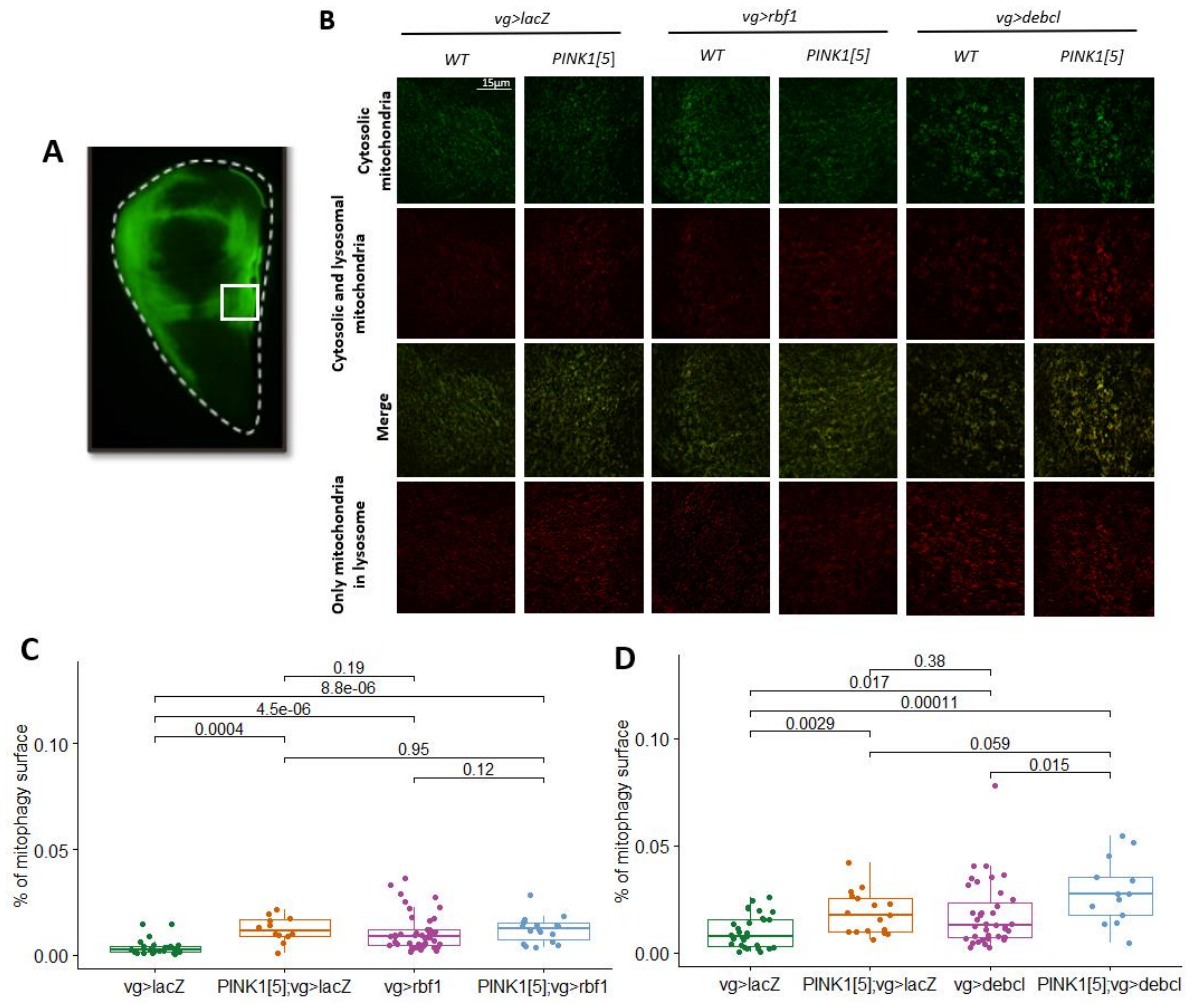 B
vg>lacZ
vg>rbf1
vg>debcl
WT
PINK1[5]
WT
PINK1[5]
WT
PINK1[5]
15μm
A
Cytosolic
mitochondria
Cytosolic and lysosomal
mitochondria
Merge
Only mitochondria
in lysosome
C
0.19
8.8e-06
4.5e-06
0.0004
0.95
0.12
% of mitophagy surface
0.10
0.05
0.00
vg>lacZ
PINK1[5];vg>lacZ
vg>rbf1
PINK1[5];vg>rbf1
D
0.38
0.017
0.00011
0.0029
0.059
0.015
% of mitophagy surface
0.10
0.05
0.00
vg>lacZ
PINK1[5];vg>lacZ
vg>debcl
PINK1[5];vg>debcl